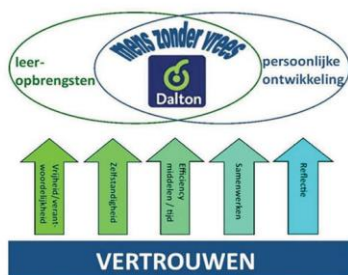 mens zonder vrees
leer-
opbrengsten
persoonlijke
ontwikkeling
Dalton
Vrijheid/verant-
woordelijkheid
Zelfstandigheid
Efficiency
middelen / tijd
Samenwerken
Reflectie
VERTROUWEN